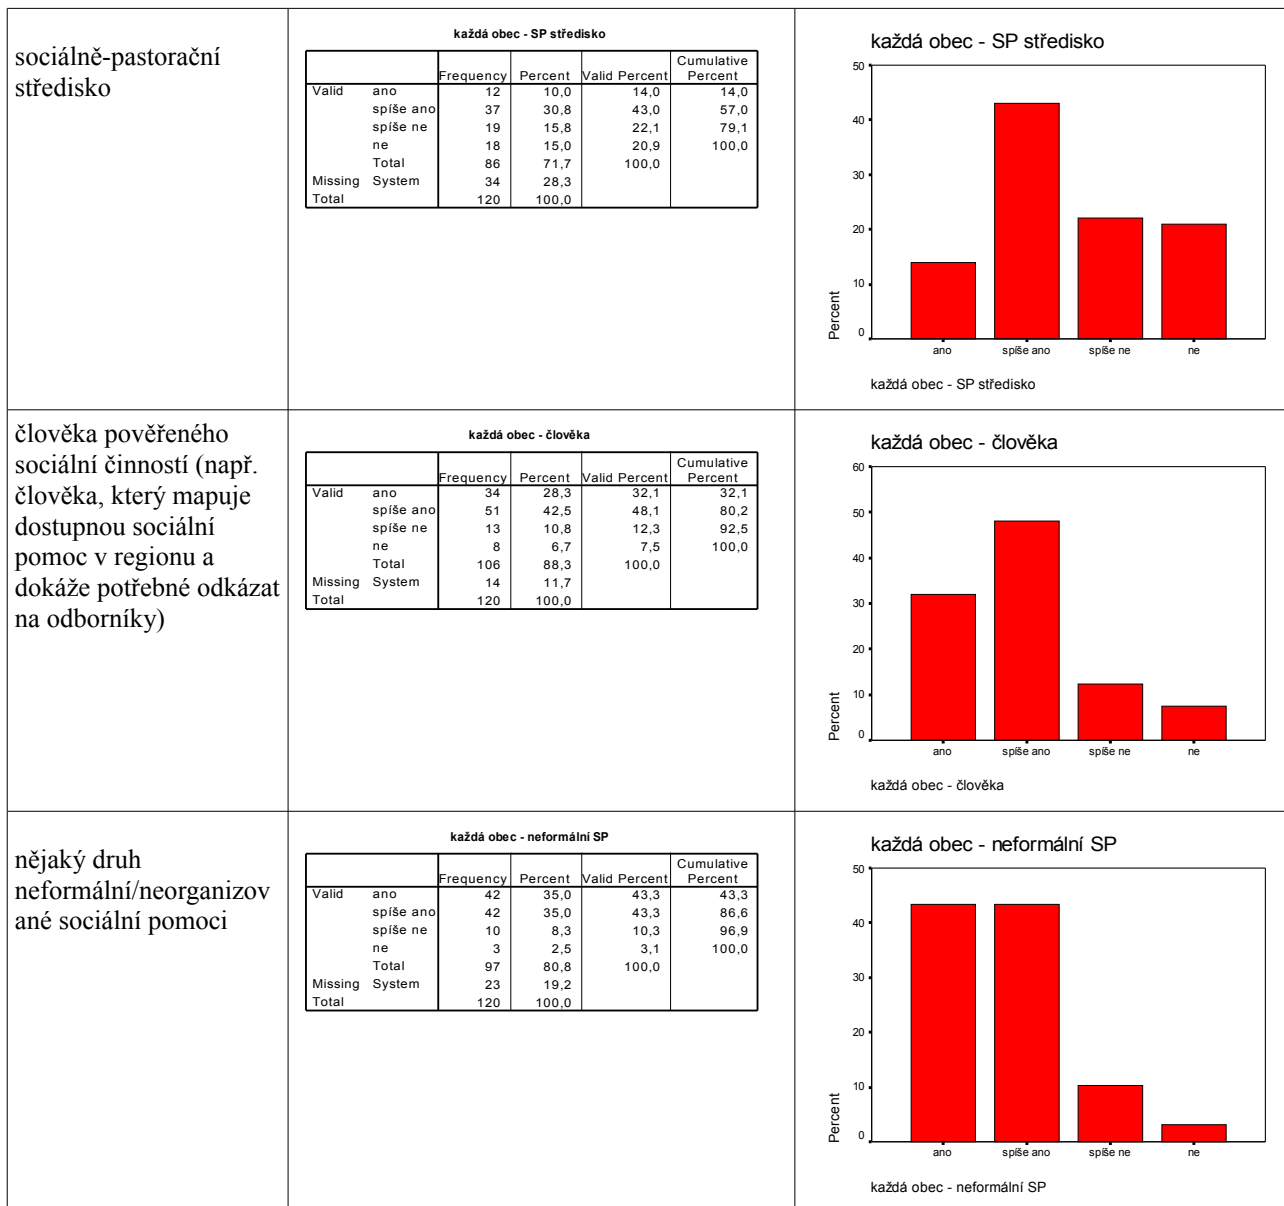 sociálně-pastorační
středisko
každá obec - SP středisko
Frequency Percent Valid Percent Cumulative Percent
Valid ano 12 10,0 14,0 14,0
spíše ano 37 30,8 43,0 57,0
spíše ne 19 15,8 22,1 79,1
ne 18 15,0 20,9 100,0
Total 86 71,7 100,0
Missing System 34 28,3
Total 120 100,0
každá obec - SP středisko
50
40
30
20
10
0
Percent
ano spíše ano spíše ne ne
každá obec - SP středisko
člověka pověřeného
sociální činností (např.
člověka, který mapuje
dostupnou sociální
pomoc v regionu a
dokáže potřebné odkázat
na odborníky)
každá obec - člověka
Frequency Percent Valid Percent Cumulative Percent
Valid ano 34 28,3 32,1 32,1
spíše ano 51 42,5 48,1 80,2
spíše ne 13 10,8 12,3 92,5
ne 8 6,7 7,5 100,0
Total 106 88,3 100,0
Missing System 14 11,7
Total 120 100,0
každá obec - člověka
60
50
40
30
20
10
0
Percent
ano spíše ano spíše ne ne
každá obec - člověka
nějaký druh
neformální/neorganizov
ané sociální pomoci
každá obec - neformální SP
Frequency Percent Valid Percent Cumulative Percent
Valid ano 42 35,0 43,3 43,3
spíše ano 42 35,0 43,3 86,6
spíše ne 10 8,3 10,3 96,9
ne 3 2,5 3,1 100,0
Total 97 80,8 100,0
Missing System 23 19,2
Total 120 100,0
každá obec - neformální SP
50
40
30
20
10
0
Percent
ano spíše ano spíše ne ne
každá obec - neformální SP